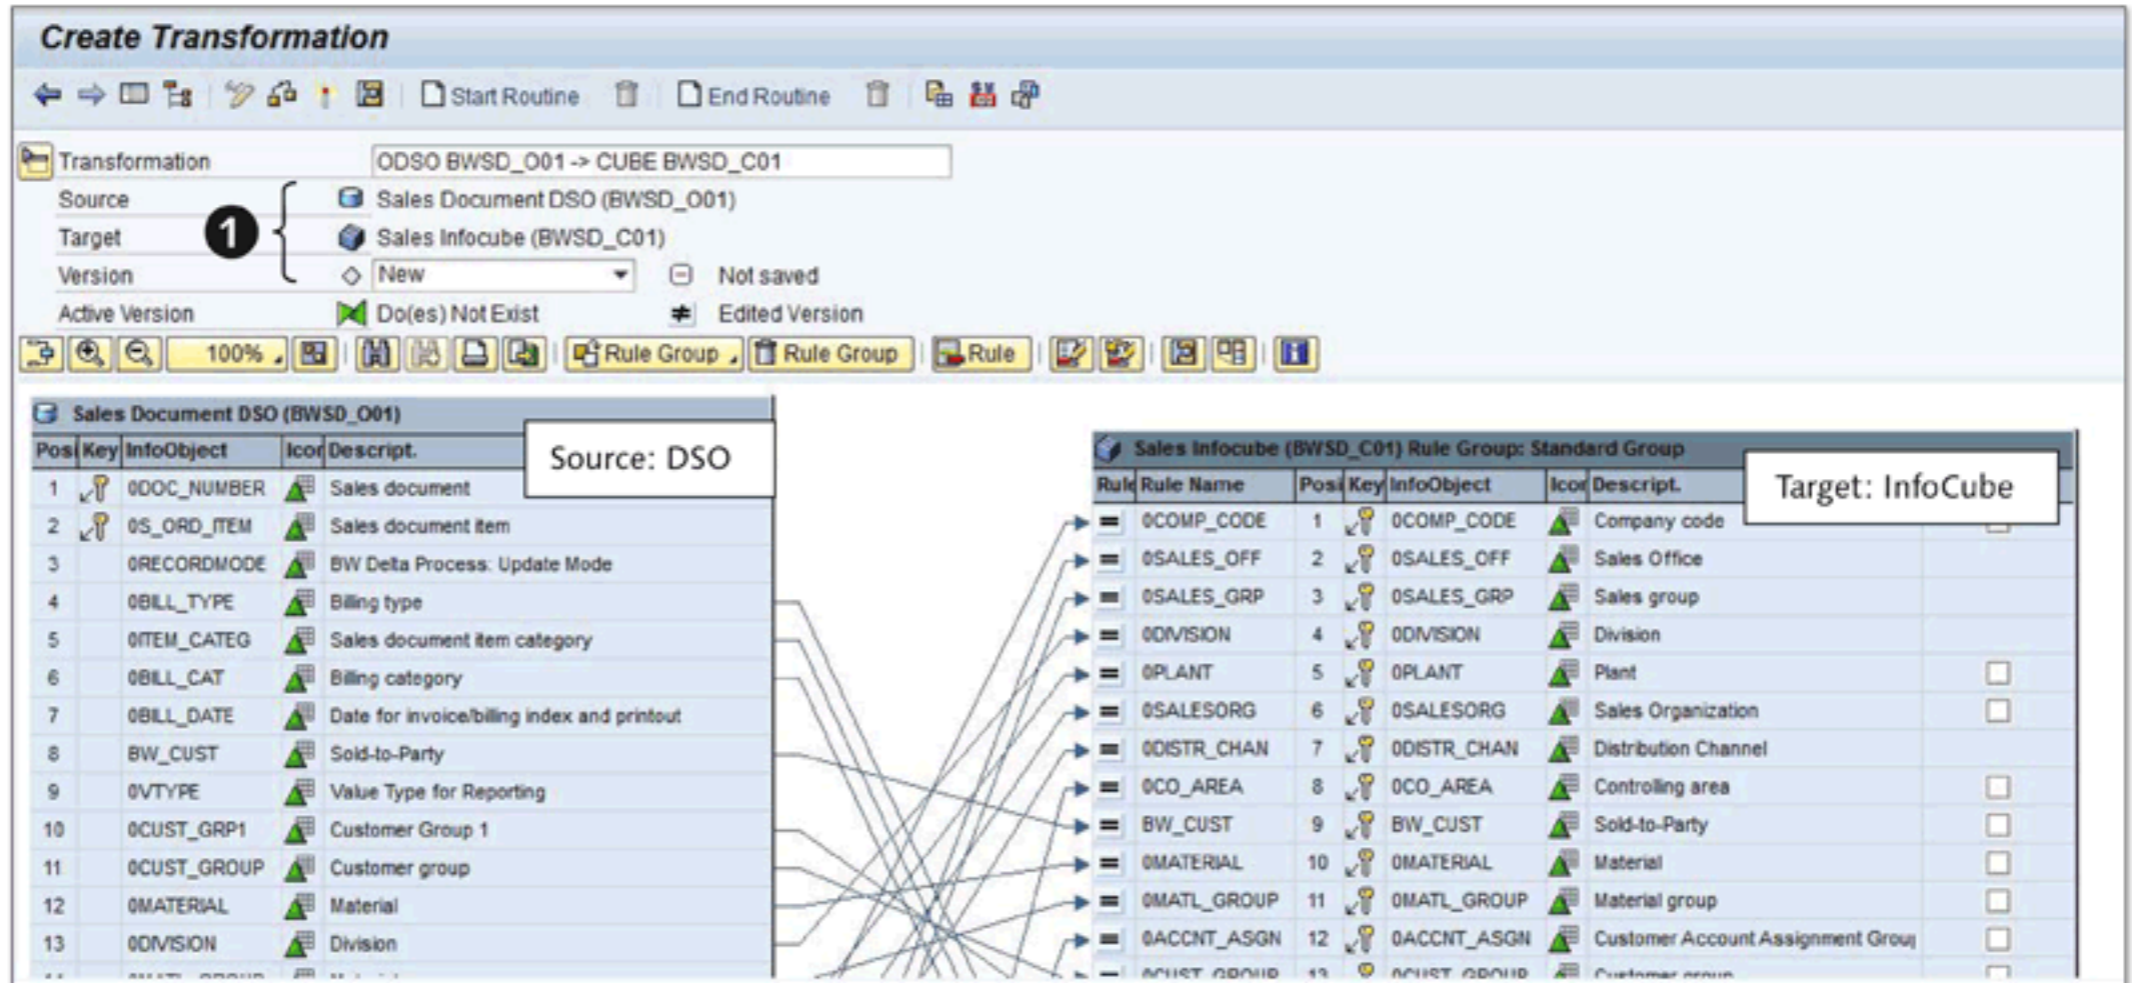 Create Transformation
Start Routine End Routine
Transformation ODSO BWSD_O01 -> CUBE BWSD_C01
Source Sales Document DSO (BWSD_O01)
1
Target Sales Infocube (BWSD_C01)
Version New Not saved
Active Version Do(es) Not Exist Edited Version
100% Rule Group Rule Group Rule
Sales Document DSO (BWSD_O01)
Posi Key InfoObject Icon Descript.
Source: DSO
1 0DOC_NUMBER Sales document
2 0S_ORD_ITEM Sales document item
3 0RECORDMODE BW Delta Process: Update Mode
4 0BILL_TYPE Billing type
5 0ITEM_CATEG Sales document item category
6 0BILL_CAT Billing category
7 0BILL_DATE Date for invoice/billing index and printout
8 BW_CUST Sold-to-Party
9 0VTYPE Value Type for Reporting
10 0CUST_GRP1 Customer Group 1
11 0CUST_GROUP Customer group
12 0MATERIAL Material
13 0DIVISION Division
Sales Infocube (BWSD_C01) Rule Group: Standard Group
Rule Rule Name Posi Key InfoObject Icon Descript.
Target: InfoCube
0COMP_CODE 1 0COMP_CODE Company code
0SALES_OFF 2 0SALES_OFF Sales Office
0SALES_GRP 3 0SALES_GRP Sales group
0DIVISION 4 0DIVISION Division
0PLANT 5 0PLANT Plant
0SALESORG 6 0SALESORG Sales Organization
0DISTR_CHAN 7 0DISTR_CHAN Distribution Channel
0CO_AREA 8 0CO_AREA Controlling area
BW_CUST 9 BW_CUST Sold-to-Party
0MATERIAL 10 0MATERIAL Material
0MATL_GROUP 11 0MATL_GROUP Material group
0ACCNT_ASGN 12 0ACCNT_ASGN Customer Account Assignment Grou
0CUST_GROUP 13 0CUST_GROUP Customer group